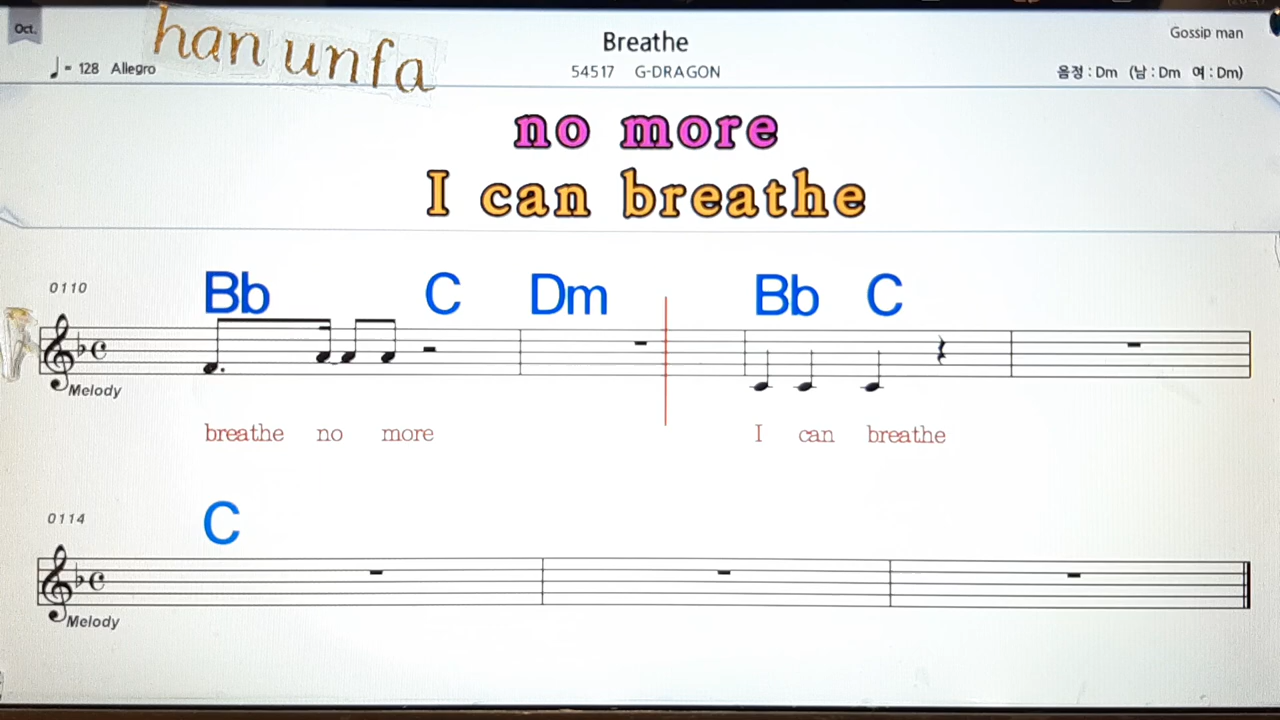 Oct.
han unfa
Breathe
Gossip man
♩ = 128 Allegro
54517 G-DRAGON
음정 : Dm (남 : Dm 여 : Dm)
no more
I can breathe
0110
Bb C Dm Bb C
Melody
breathe no more I can breathe
0114
C
Melody